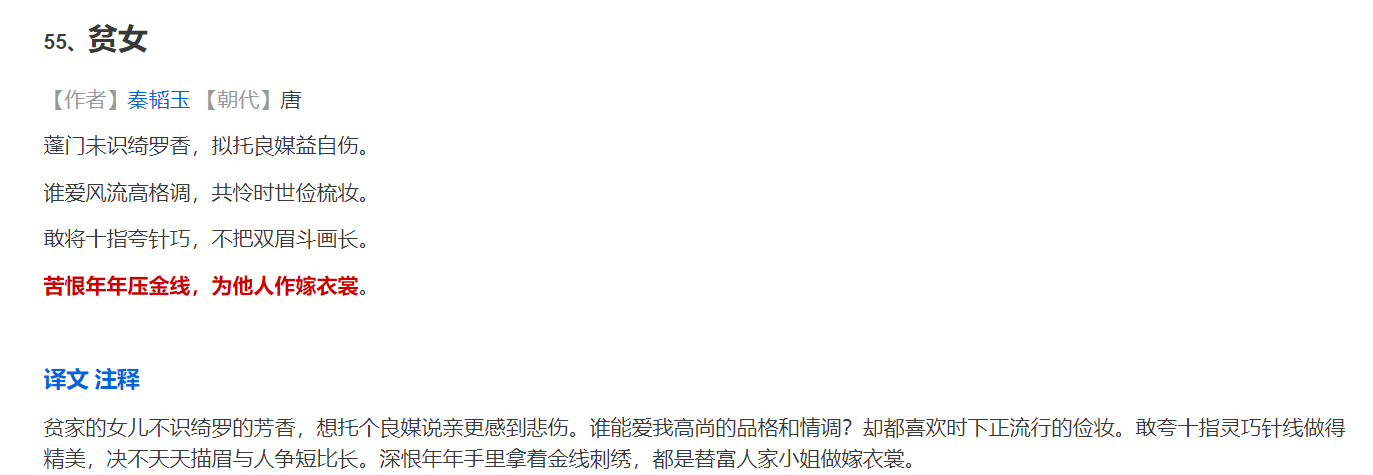 55、贫女
【作者】秦韬玉 【朝代】唐
蓬门未识绮罗香，拟托良媒益自伤。
谁爱风流高格调，共怜时世俭梳妆。
敢将十指夸针巧，不把双眉斗画长。
苦恨年年压金线，为他人作嫁衣裳。
译文 注释
贫家的女儿不识绮罗的芳香，想托个良媒说亲更感到悲伤。谁能爱我高尚的品格和情调？却都喜欢时下正流行的俭妆。敢夸十指灵巧针线做得
精美，决不天天描眉与人争短比长。深恨年年手里拿着金线刺绣，都是替富人家小姐做嫁衣裳。